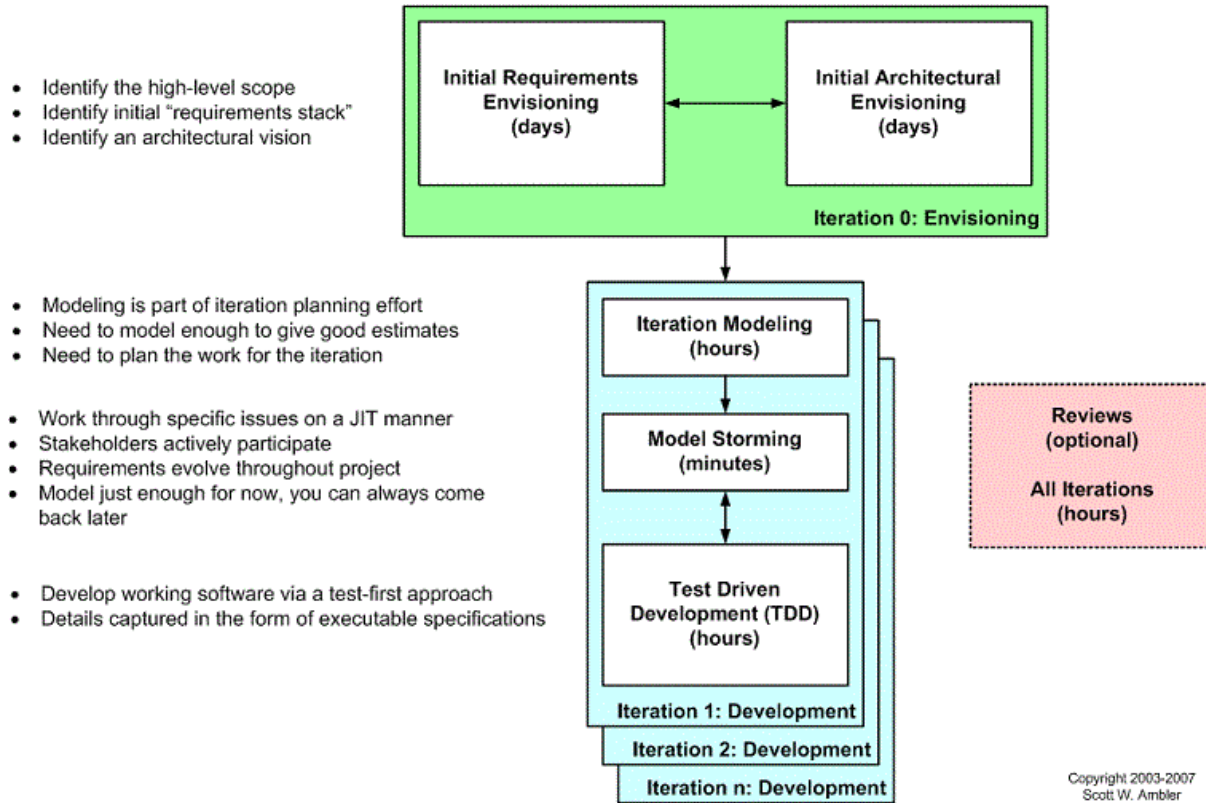 Initial Requirements
Envisioning
(days)
Initial Architectural
Envisioning
(days)
• Identify the high-level scope
• Identify initial “requirements stack”
• Identify an architectural vision
Iteration 0: Envisioning
• Modeling is part of iteration planning effort
• Need to model enough to give good estimates
• Need to plan the work for the iteration
Iteration Modeling
(hours)
• Work through specific issues on a JIT manner
• Stakeholders actively participate
• Requirements evolve throughout project
• Model just enough for now, you can always come
back later
Model Storming
(minutes)
Reviews
(optional)
All Iterations
(hours)
• Develop working software via a test-first approach
• Details captured in the form of executable specifications
Test Driven
Development (TDD)
(hours)
Iteration 1: Development
Iteration 2: Development
Iteration n: Development
Copyright 2003-2007
Scott W. Ambler